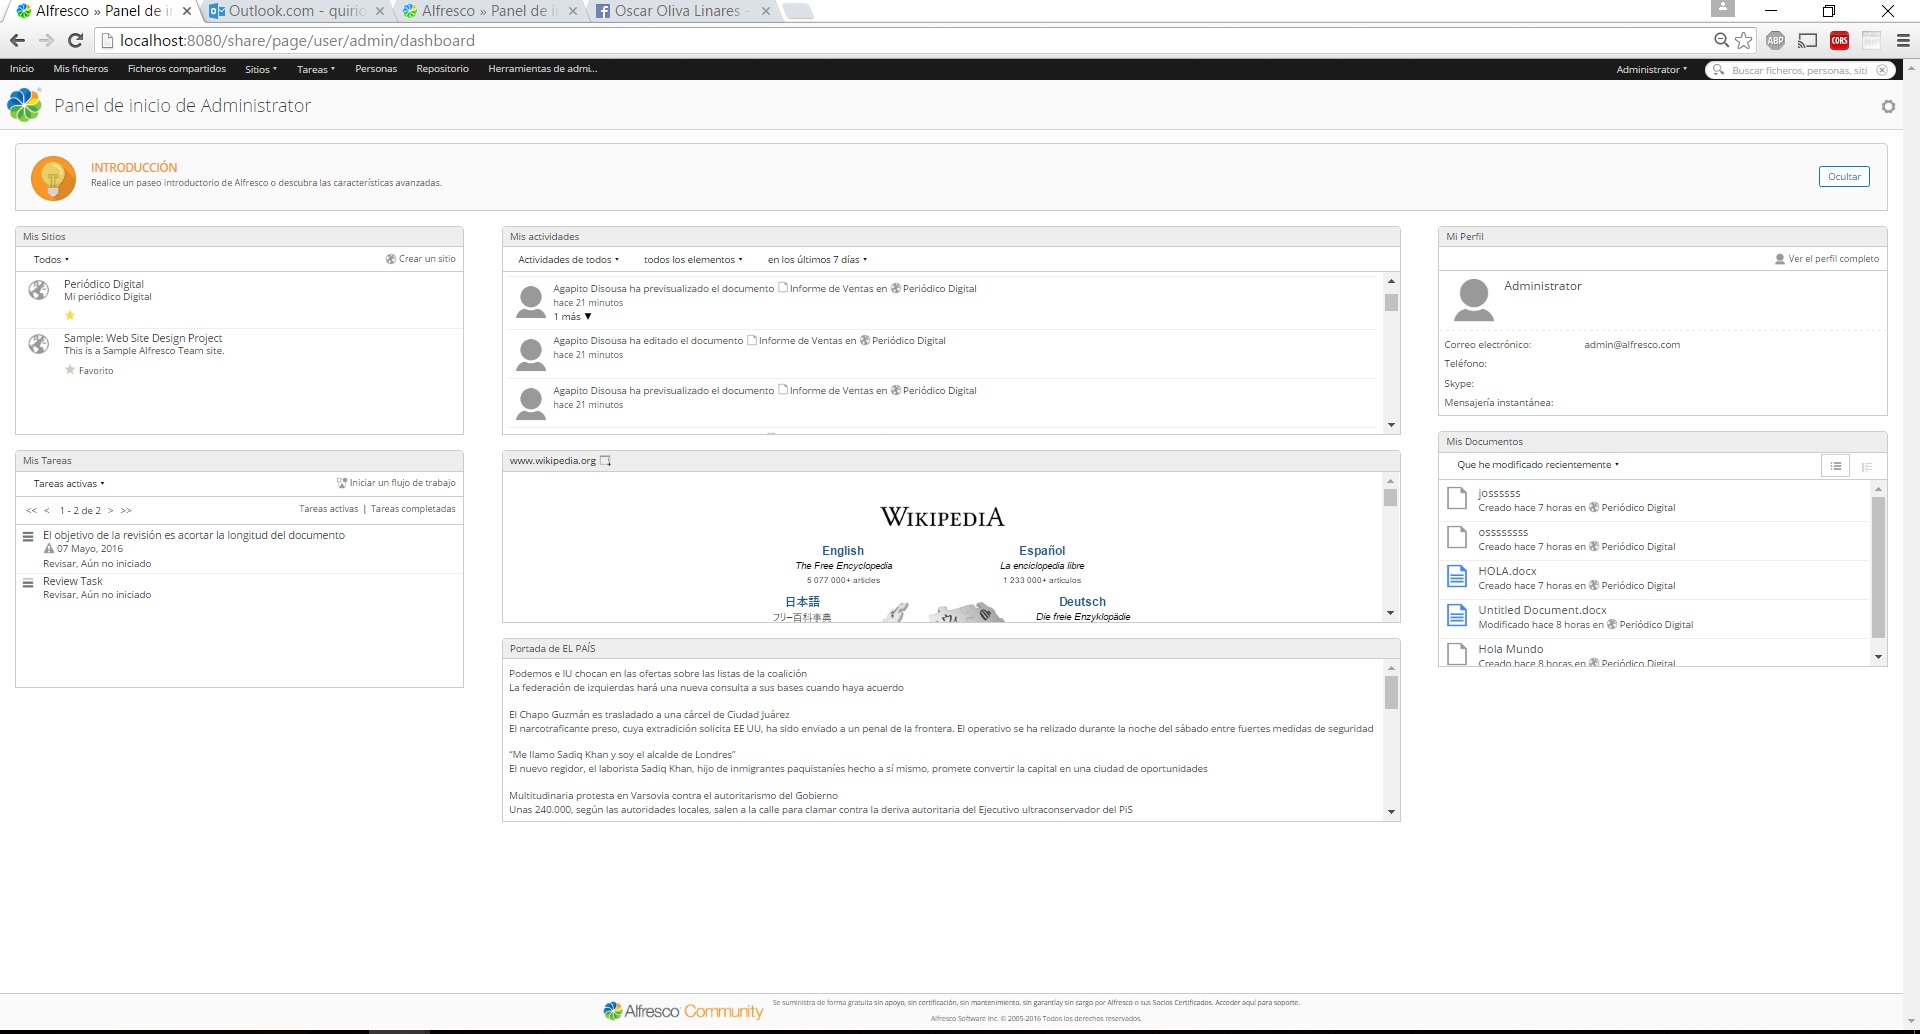 Alfresco » Panel de i
Outlook.com - quirio
Alfresco » Panel de i
Oscar Oliva Linares -
localhost:8080/share/page/user/admin/dashboard
ABP
CORS
Inicio Mis ficheros Ficheros compartidos Sitios Tareas Personas Repositorio Herramientas de admi... Administrator Buscar ficheros, personas, siti
Panel de inicio de Administrator
INTRODUCCIÓN
Realice un paseo introductorio de Alfresco o descubra las características avanzadas.
Ocultar
Mis Sitios
Todos
Crear un sitio
Periódico Digital
Mi periódico Digital
Sample: Web Site Design Project
This is a Sample Alfresco Team site.
Favorito
Mis Tareas
Tareas activas
Iniciar un flujo de trabajo
<< < 1 - 2 de 2 > >>
Tareas activas | Tareas completadas
El objetivo de la revisión es acortar la longitud del documento
07 Mayo, 2016
Revisar, Aún no iniciado
Review Task
Revisar, Aún no iniciado
Mis actividades
Actividades de todos todos los elementos en los últimos 7 días
Agapito Disousa ha previsualizado el documento Informe de Ventas en Periódico Digital
hace 21 minutos
1 más
Agapito Disousa ha editado el documento Informe de Ventas en Periódico Digital
hace 21 minutos
Agapito Disousa ha previsualizado el documento Informe de Ventas en Periódico Digital
hace 21 minutos
www.wikipedia.org
WIKIPEDIA
English
The Free Encyclopedia
5 077 000+ articles
Español
La enciclopedia libre
1 233 000+ artículos
日本語
フリー百科事典
Deutsch
Die freie Enzyklopädie
Portada de EL PAÍS
Podemos e IU chocan en las ofertas sobre las listas de la coalición
La federación de izquierdas hará una nueva consulta a sus bases cuando haya acuerdo
El Chapo Guzmán es trasladado a una cárcel de Ciudad Juárez
El narcotraficante preso, cuya extradición solicita EE UU, ha sido enviado a un penal de la frontera. El operativo se ha relizado durante la noche del sábado entre fuertes medidas de seguridad
“Me llamo Sadiq Khan y soy el alcalde de Londres”
El nuevo regidor, el laborista Sadiq Khan, hijo de inmigrantes paquistaníes hecho a sí mismo, promete convertir la capital en una ciudad de oportunidades
Multitudinaria protesta en Varsovia contra el autoritarismo del Gobierno
Unas 240.000, según las autoridades locales, salen a la calle para clamar contra la deriva autoritaria del Ejecutivo ultraconservador del PiS
Mi Perfil
Ver el perfil completo
Administrator
Correo electrónico: admin@alfresco.com
Teléfono:
Skype:
Mensajería instantánea:
Mis Documentos
Que he modificado recientemente
jossssss
Creado hace 7 horas en Periódico Digital
ossssssss
Creado hace 7 horas en Periódico Digital
HOLA.docx
Creado hace 7 horas en Periódico Digital
Untitled Document.docx
Modificado hace 8 horas en Periódico Digital
Hola Mundo
Creado hace 8 horas en Periódico Digital
Alfresco Community
Se suministra de forma gratuita sin apoyo, sin certificación, sin mantenimiento, sin garantíay sin cargo por Alfresco o sus Socios Certificados. Acceder aquí para soporte.
Alfresco Software Inc. © 2005-2016 Todos los derechos reservados.